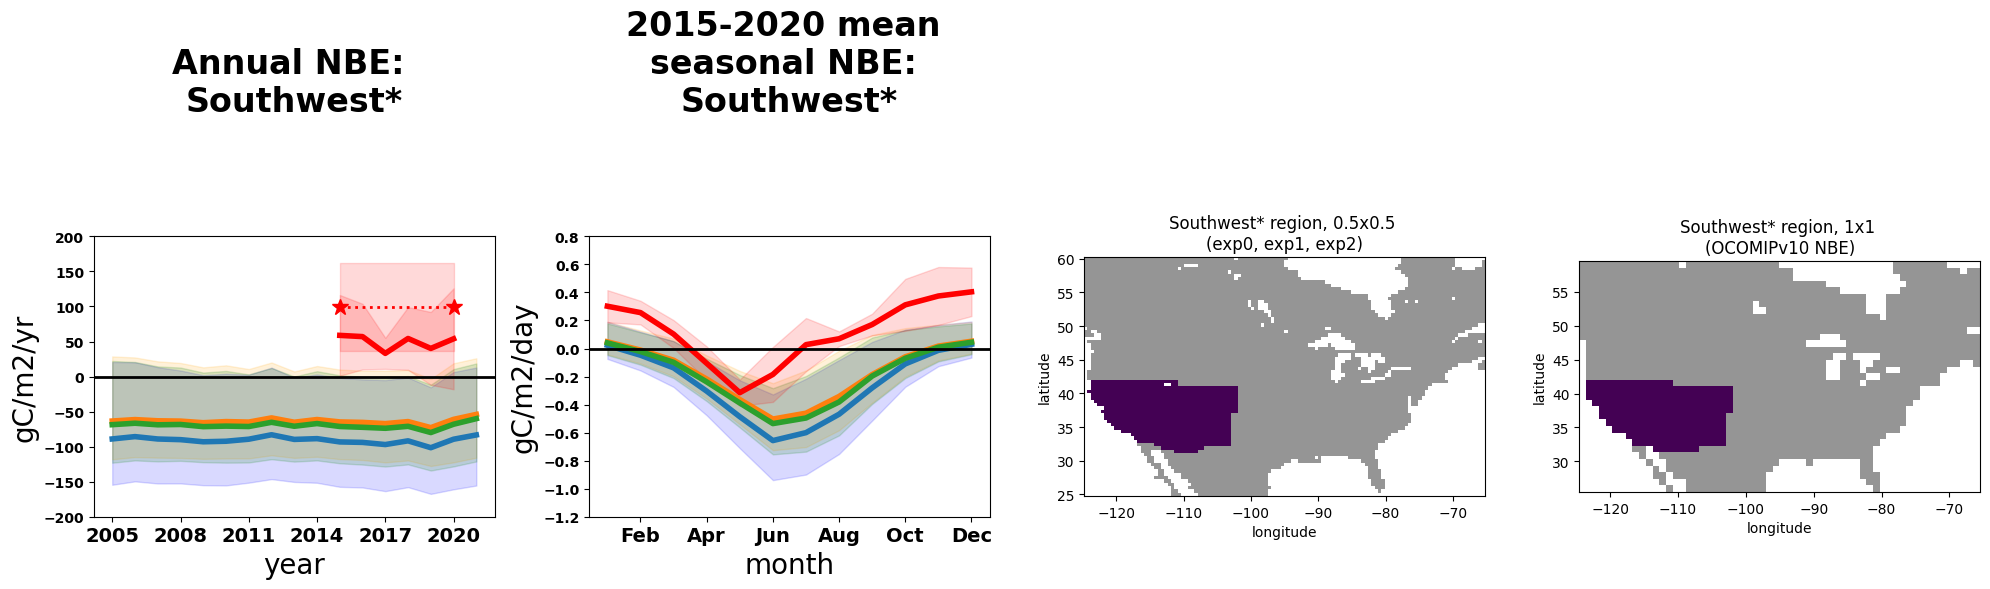 Annual NBE:
Southwest*
200
150
100
50
0
−50
−100
−150
−200
gC/m2/yr
2005 2008 2011 2014 2017 2020
year
2015-2020 mean
seasonal NBE:
Southwest*
0.8
0.6
0.4
0.2
0.0
−0.2
−0.4
−0.6
−0.8
−1.0
−1.2
gC/m2/day
Feb Apr Jun Aug Oct Dec
month
Southwest* region, 0.5x0.5
(exp0, exp1, exp2)
60
55
50
45
40
35
30
25
latitude
−120 −110 −100 −90 −80 −70
longitude
Southwest* region, 1x1
(OCOMIPv10 NBE)
55
50
45
40
35
30
latitude
−120 −110 −100 −90 −80 −70
longitude